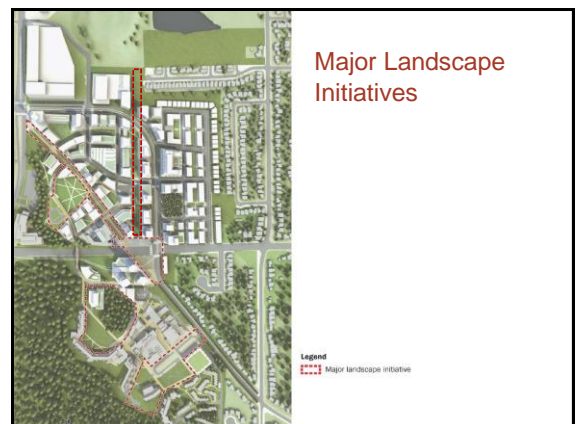 Major Landscape
Initiatives
Legend
Major landscape initiative